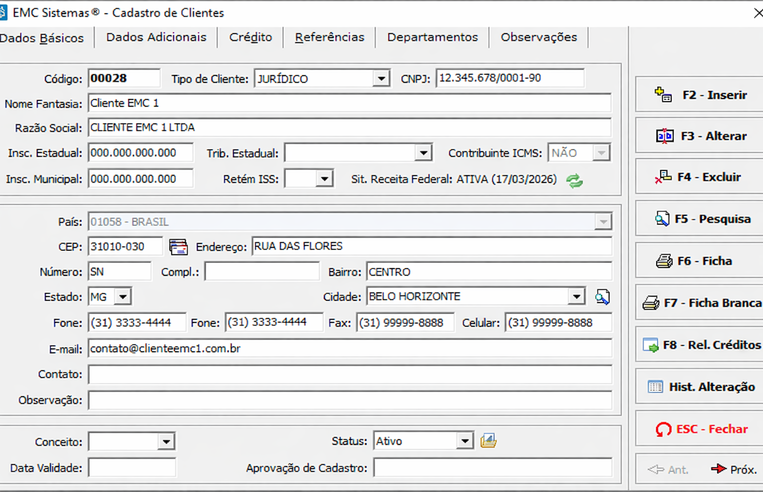 EMC Sistemas® - Cadastro de Clientes
Dados Básicos Dados Adicionais Crédito Referências Departamentos Observações
Código: 00028 Tipo de Cliente: JURÍDICO CNPJ: 12.345.678/0001-90
Nome Fantasia: Cliente EMC 1
Razão Social: CLIENTE EMC 1 LTDA
Insc. Estadual: 000.000.000.000 Trib. Estadual: Contribuinte ICMS: NÃO
Insc. Municipal: 000.000.000.000 Retém ISS: Sit. Receita Federal: ATIVA (17/03/2026)
País: 01058 - BRASIL
CEP: 31010-030 Endereço: RUA DAS FLORES
Número: SN Compl.: Bairro: CENTRO
Estado: MG Cidade: BELO HORIZONTE
Fone: (31) 3333-4444 Fone: (31) 3333-4444 Fax: (31) 99999-8888 Celular: (31) 99999-8888
E-mail: contato@clienteemc1.com.br
Contato:
Observação:
Conceito: Status: Ativo
Data Validade: Aprovação de Cadastro:
F2 - Inserir
F3 - Alterar
F4 - Excluir
F5 - Pesquisa
F6 - Ficha
F7 - Ficha Branca
F8 - Rel. Créditos
Hist. Alteração
ESC - Fechar
Ant. Próx.